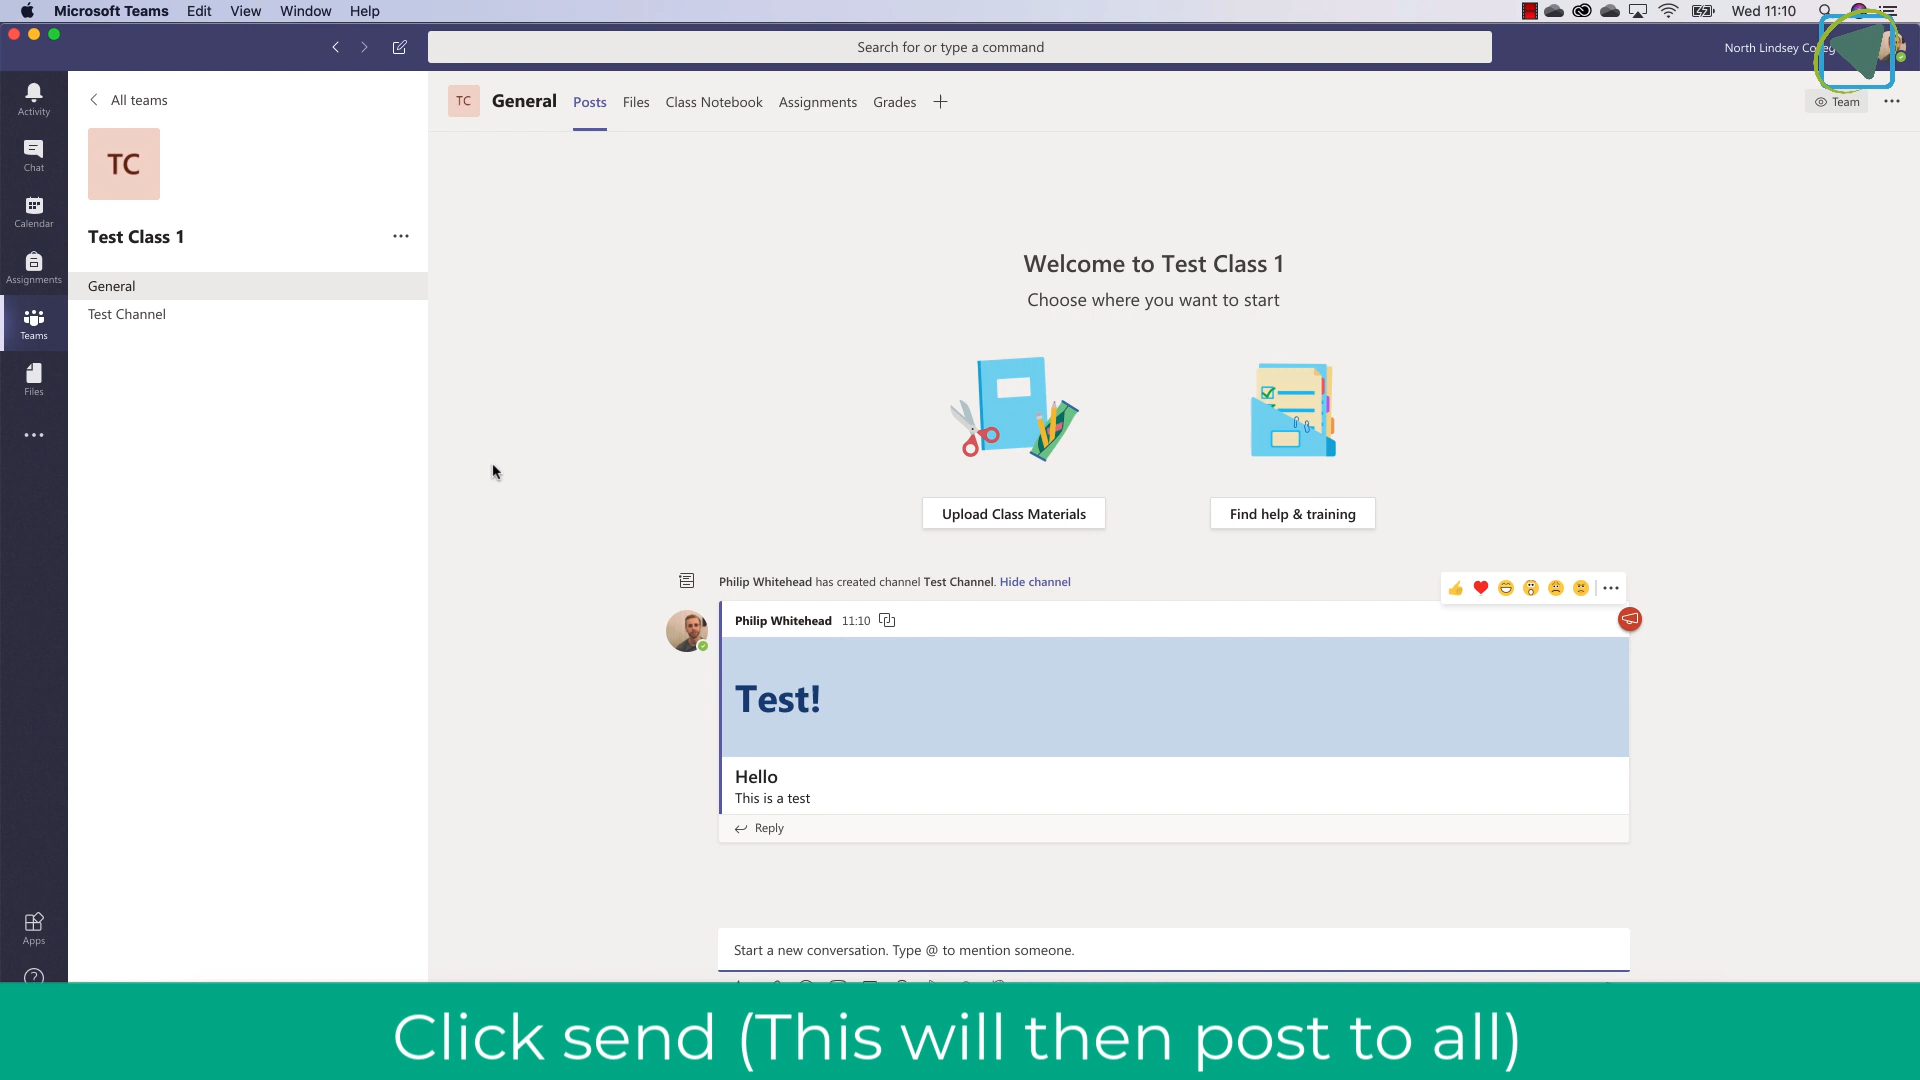 Microsoft Teams Edit View Window Help
Wed 11:10
Search for or type a command
North Lindsey
Activity
Chat
Calendar
Assignments
Teams
Files
Apps
All teams
TC
Test Class 1
General
Test Channel
TC General Posts Files Class Notebook Assignments Grades
Team
Welcome to Test Class 1
Choose where you want to start
Upload Class Materials
Find help & training
Philip Whitehead has created channel Test Channel. Hide channel
Philip Whitehead 11:10
Test!
Hello
This is a test
Reply
Start a new conversation. Type @ to mention someone.
Click send (This will then post to all)